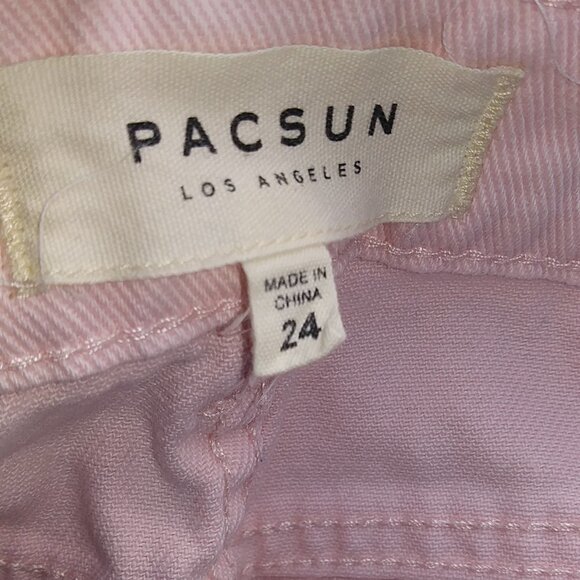 PACSUN
LOS ANGELES
MADE IN
CHINA
24